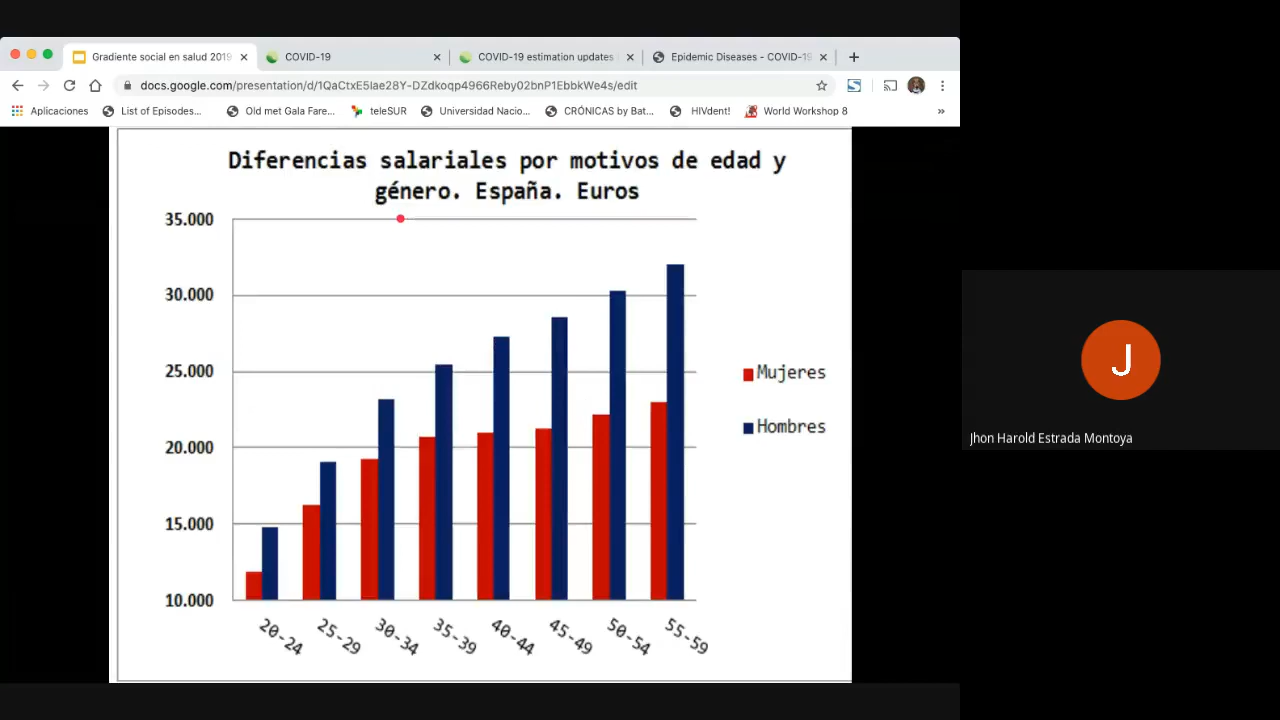 Gradiente social en salud 2019
COVID-19
COVID-19 estimation updates
Epidemic Diseases - COVID-19
docs.google.com/presentation/d/1QaCtxE5lae28Y-DZdkoqp4966Reby02bnP1EbbkWe4s/edit
Aplicaciones
List of Episodes...
Old met Gala Fare...
teleSUR
Universidad Nacio...
CRÓNICAS by Bat...
HIVdent!
World Workshop 8
»
Diferencias salariales por motivos de edad y
género. España. Euros
35.000
30.000
25.000
20.000
15.000
10.000
20-24
25-29
30-34
35-39
40-44
45-49
50-54
55-59
Mujeres
Hombres
J
Jhon Harold Estrada Montoya